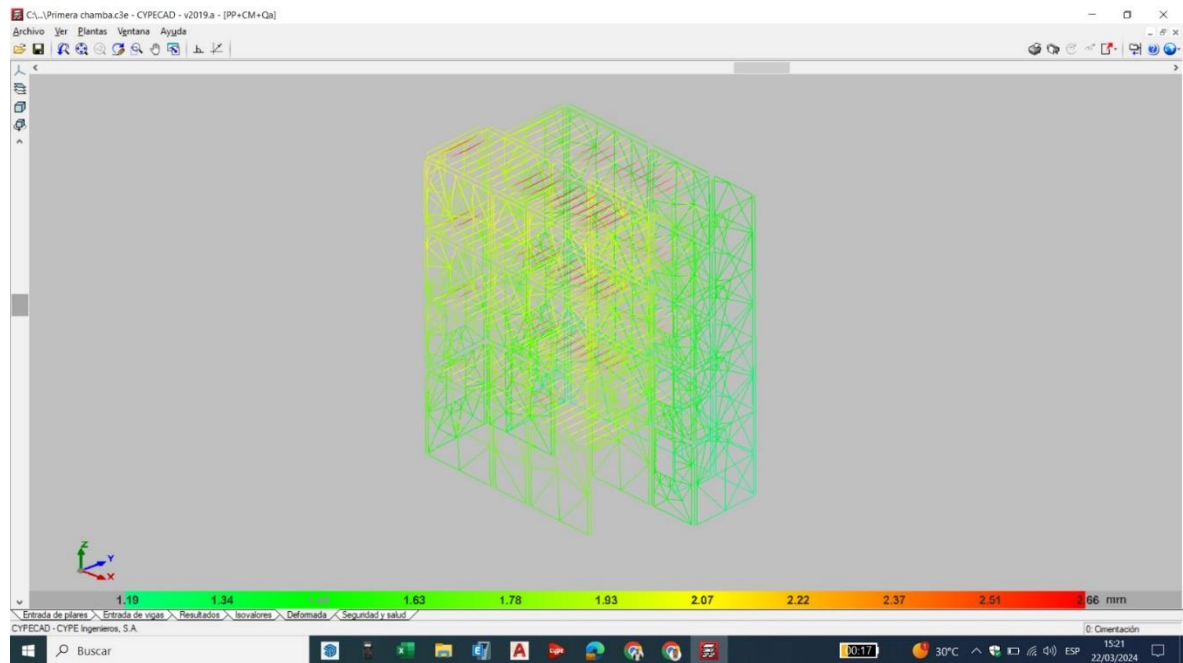 C:\...\Primera chamba.c3e - CYPECAD - v2019.a - [PP+CM+Qa]
Archivo Ver Plantas Ventana Ayuda
Z
Y
X
1.19 1.34 1.63 1.78 1.93 2.07 2.22 2.37 2.51 2.66 mm
Entrada de pilares Entrada de vigas Resultados Isovalores Deformada Seguridad y salud
CYPECAD - CYPE Ingenieros, S.A. 0: Cimentación
Buscar 00:17 30°C ESP 15:21
22/03/2024